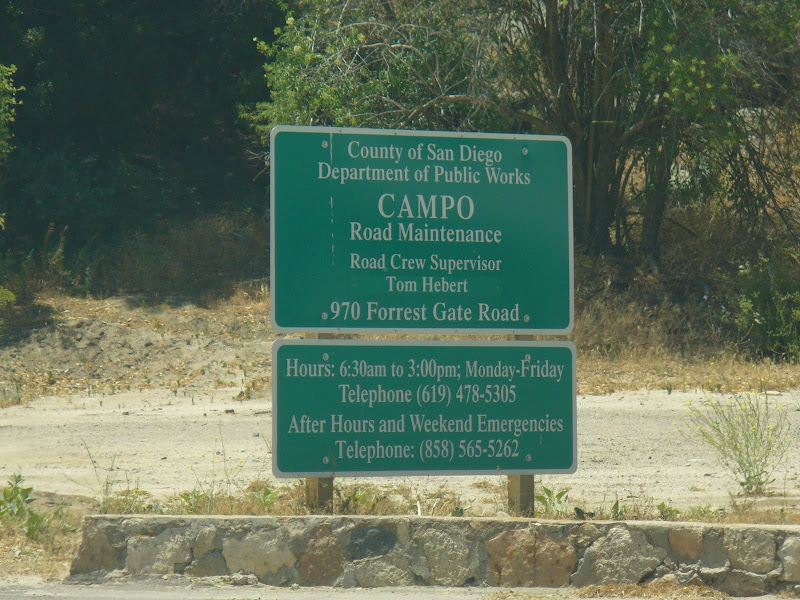 County of San Diego
Department of Public Works
CAMPO
Road Maintenance
Road Crew Supervisor
Tom Hebert
970 Forrest Gate Road
Hours: 6:30am to 3:00pm; Monday-Friday
Telephone (619) 478-5305
After Hours and Weekend Emergencies
Telephone: (858) 565-5262